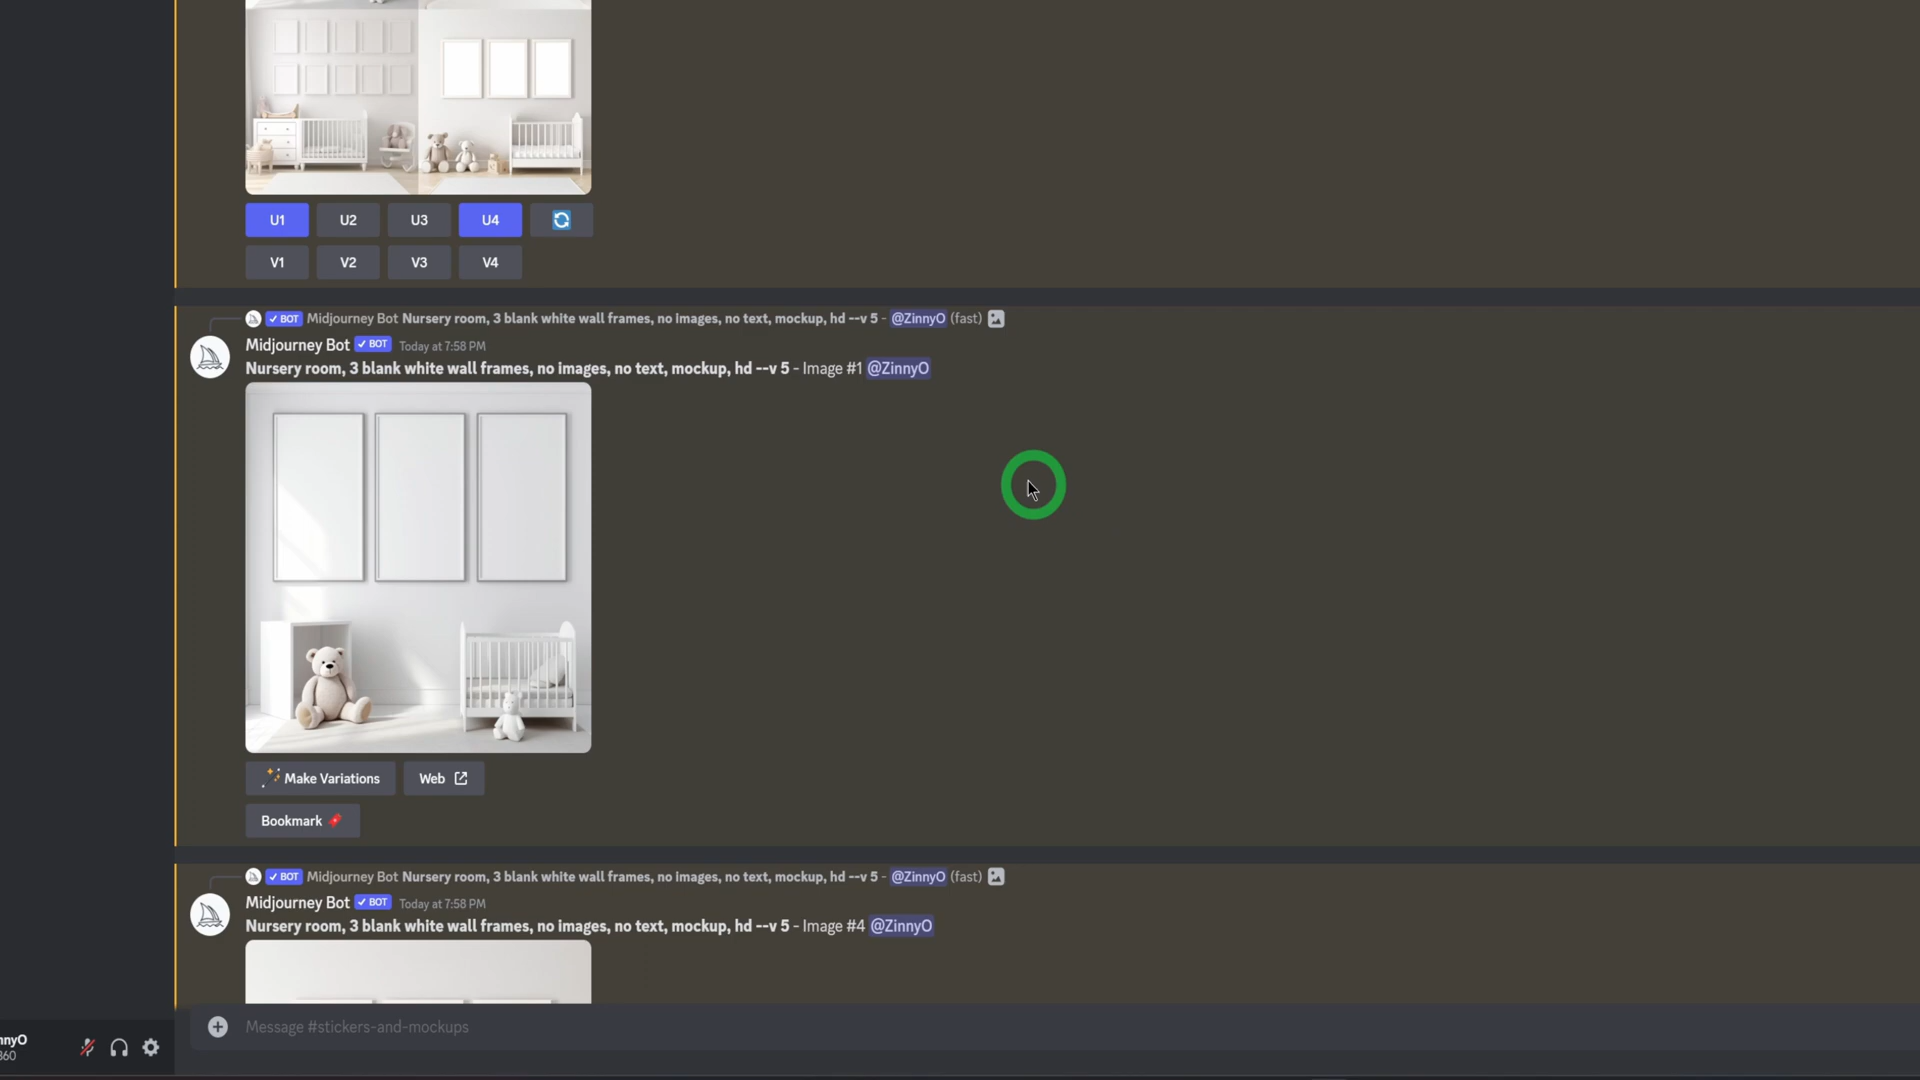 U1 U2 U3 U4
V1 V2 V3 V4
BOT Midjourney Bot Nursery room, 3 blank white wall frames, no images, no text, mockup, hd --v 5 - @ZinnyO (fast)
Midjourney Bot BOT Today at 7:58 PM
Nursery room, 3 blank white wall frames, no images, no text, mockup, hd --v 5 - Image #1 @ZinnyO
Make Variations Web
Bookmark
BOT Midjourney Bot Nursery room, 3 blank white wall frames, no images, no text, mockup, hd --v 5 - @ZinnyO (fast)
Midjourney Bot BOT Today at 7:58 PM
Nursery room, 3 blank white wall frames, no images, no text, mockup, hd --v 5 - Image #4 @ZinnyO
Message #stickers-and-mockups
nnyO
360